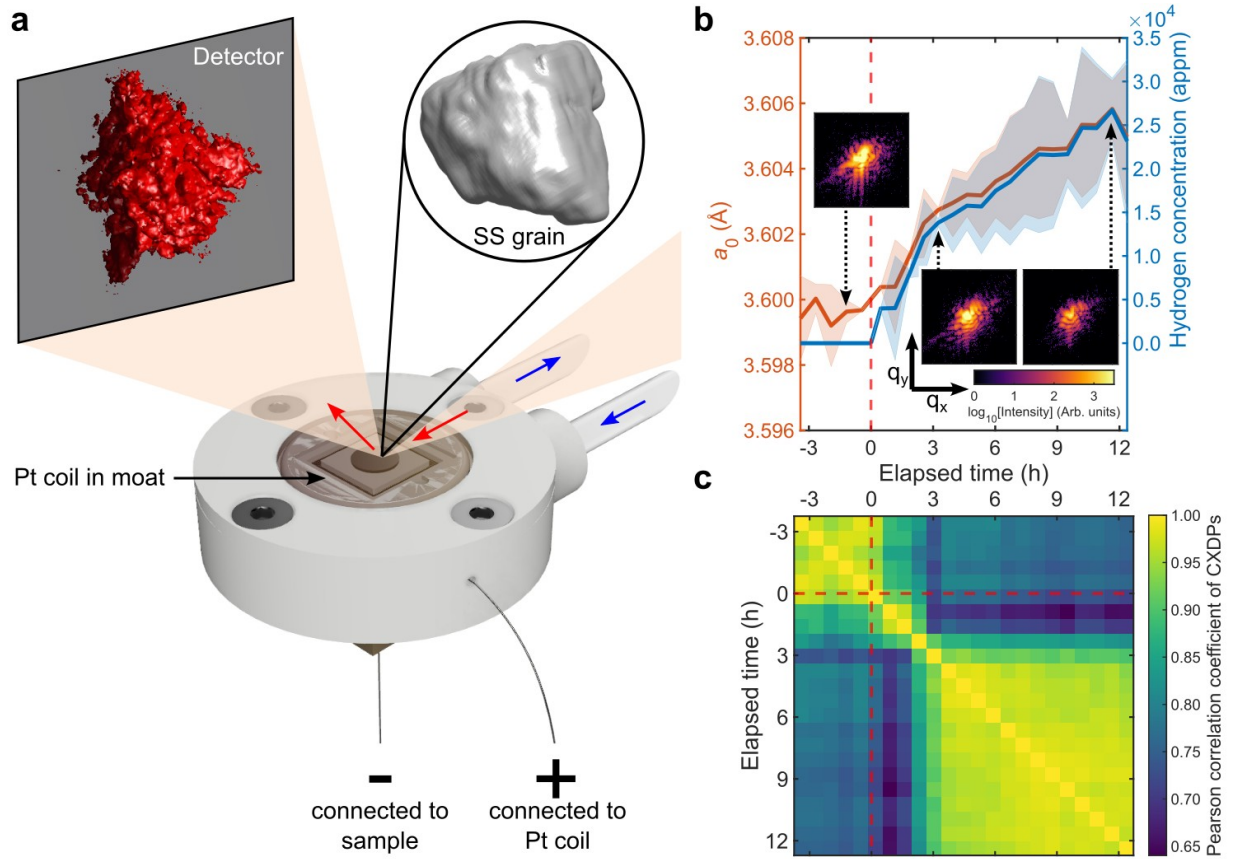 a
Detector
SS grain
Pt coil in moat
-
connected to
sample
+
connected to
Pt coil
b
×10⁴
3.608
3.606
3.604
3.602
3.600
3.598
3.596
a₀ (Å)
3.5
3.0
2.5
2.0
1.5
1.0
0.5
0.0
Hydrogen concentration (appm)
q_y
q_x
0 1 2 3
log₁₀[Intensity] (Arb. units)
-3 0 3 6 9 12
Elapsed time (h)
c
-3 0 3 6 9 12
-3
0
3
6
9
12
Elapsed time (h)
1.00
0.95
0.90
0.85
0.80
0.75
0.70
0.65
Pearson correlation coefficient of CXDPs